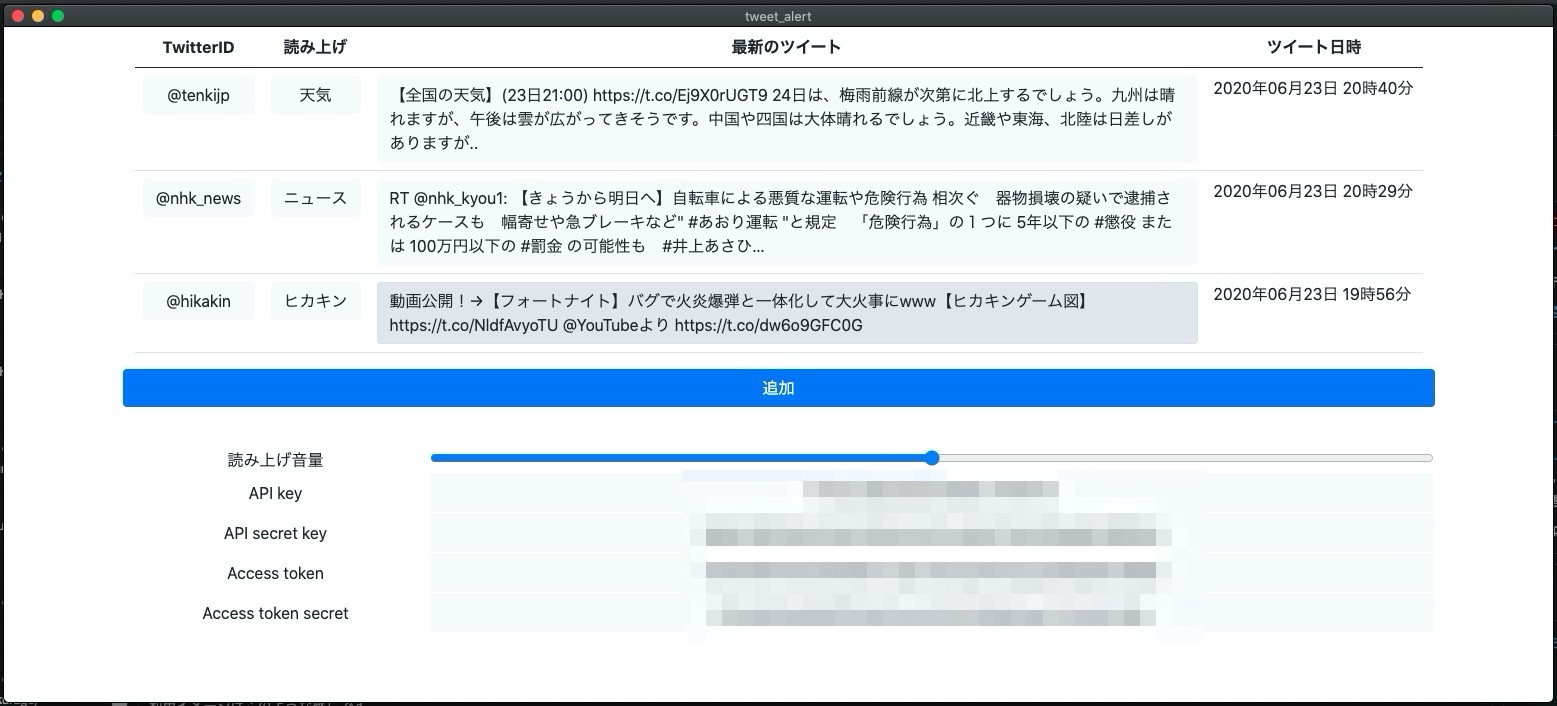 tweet_alert
TwitterID 読み上げ 最新のツイート ツイート日時
@tenkijp 天気 【全国の天気】(23日21:00) https://t.co/Ej9X0rUGT9 24日は、梅雨前線が次第に北上するでしょう。九州は晴 2020年06月23日 20時40分
れますが、午後は雲が広がってきそうです。中国や四国は大体晴れるでしょう。近畿や東海、北陸は日差しが
ありますが..
@nhk_news ニュース RT @nhk_kyou1: 【きょうから明日へ】自転車による悪質な運転や危険行為 相次ぐ　器物損壊の疑いで逮捕さ 2020年06月23日 20時29分
れるケースも　幅寄せや急ブレーキなど" #あおり運転 "と規定　「危険行為」の１つに 5年以下の #懲役 また
は 100万円以下の #罰金 の可能性も　#井上あさひ…
@hikakin ヒカキン 動画公開！→【フォートナイト】バグで火炎爆弾と一体化して大火事にwww【ヒカキンゲーム図】 2020年06月23日 19時56分
https://t.co/NldfAvyoTU @YouTubeより https://t.co/dw6o9GFC0G
追加
読み上げ音量
API key
API secret key
Access token
Access token secret